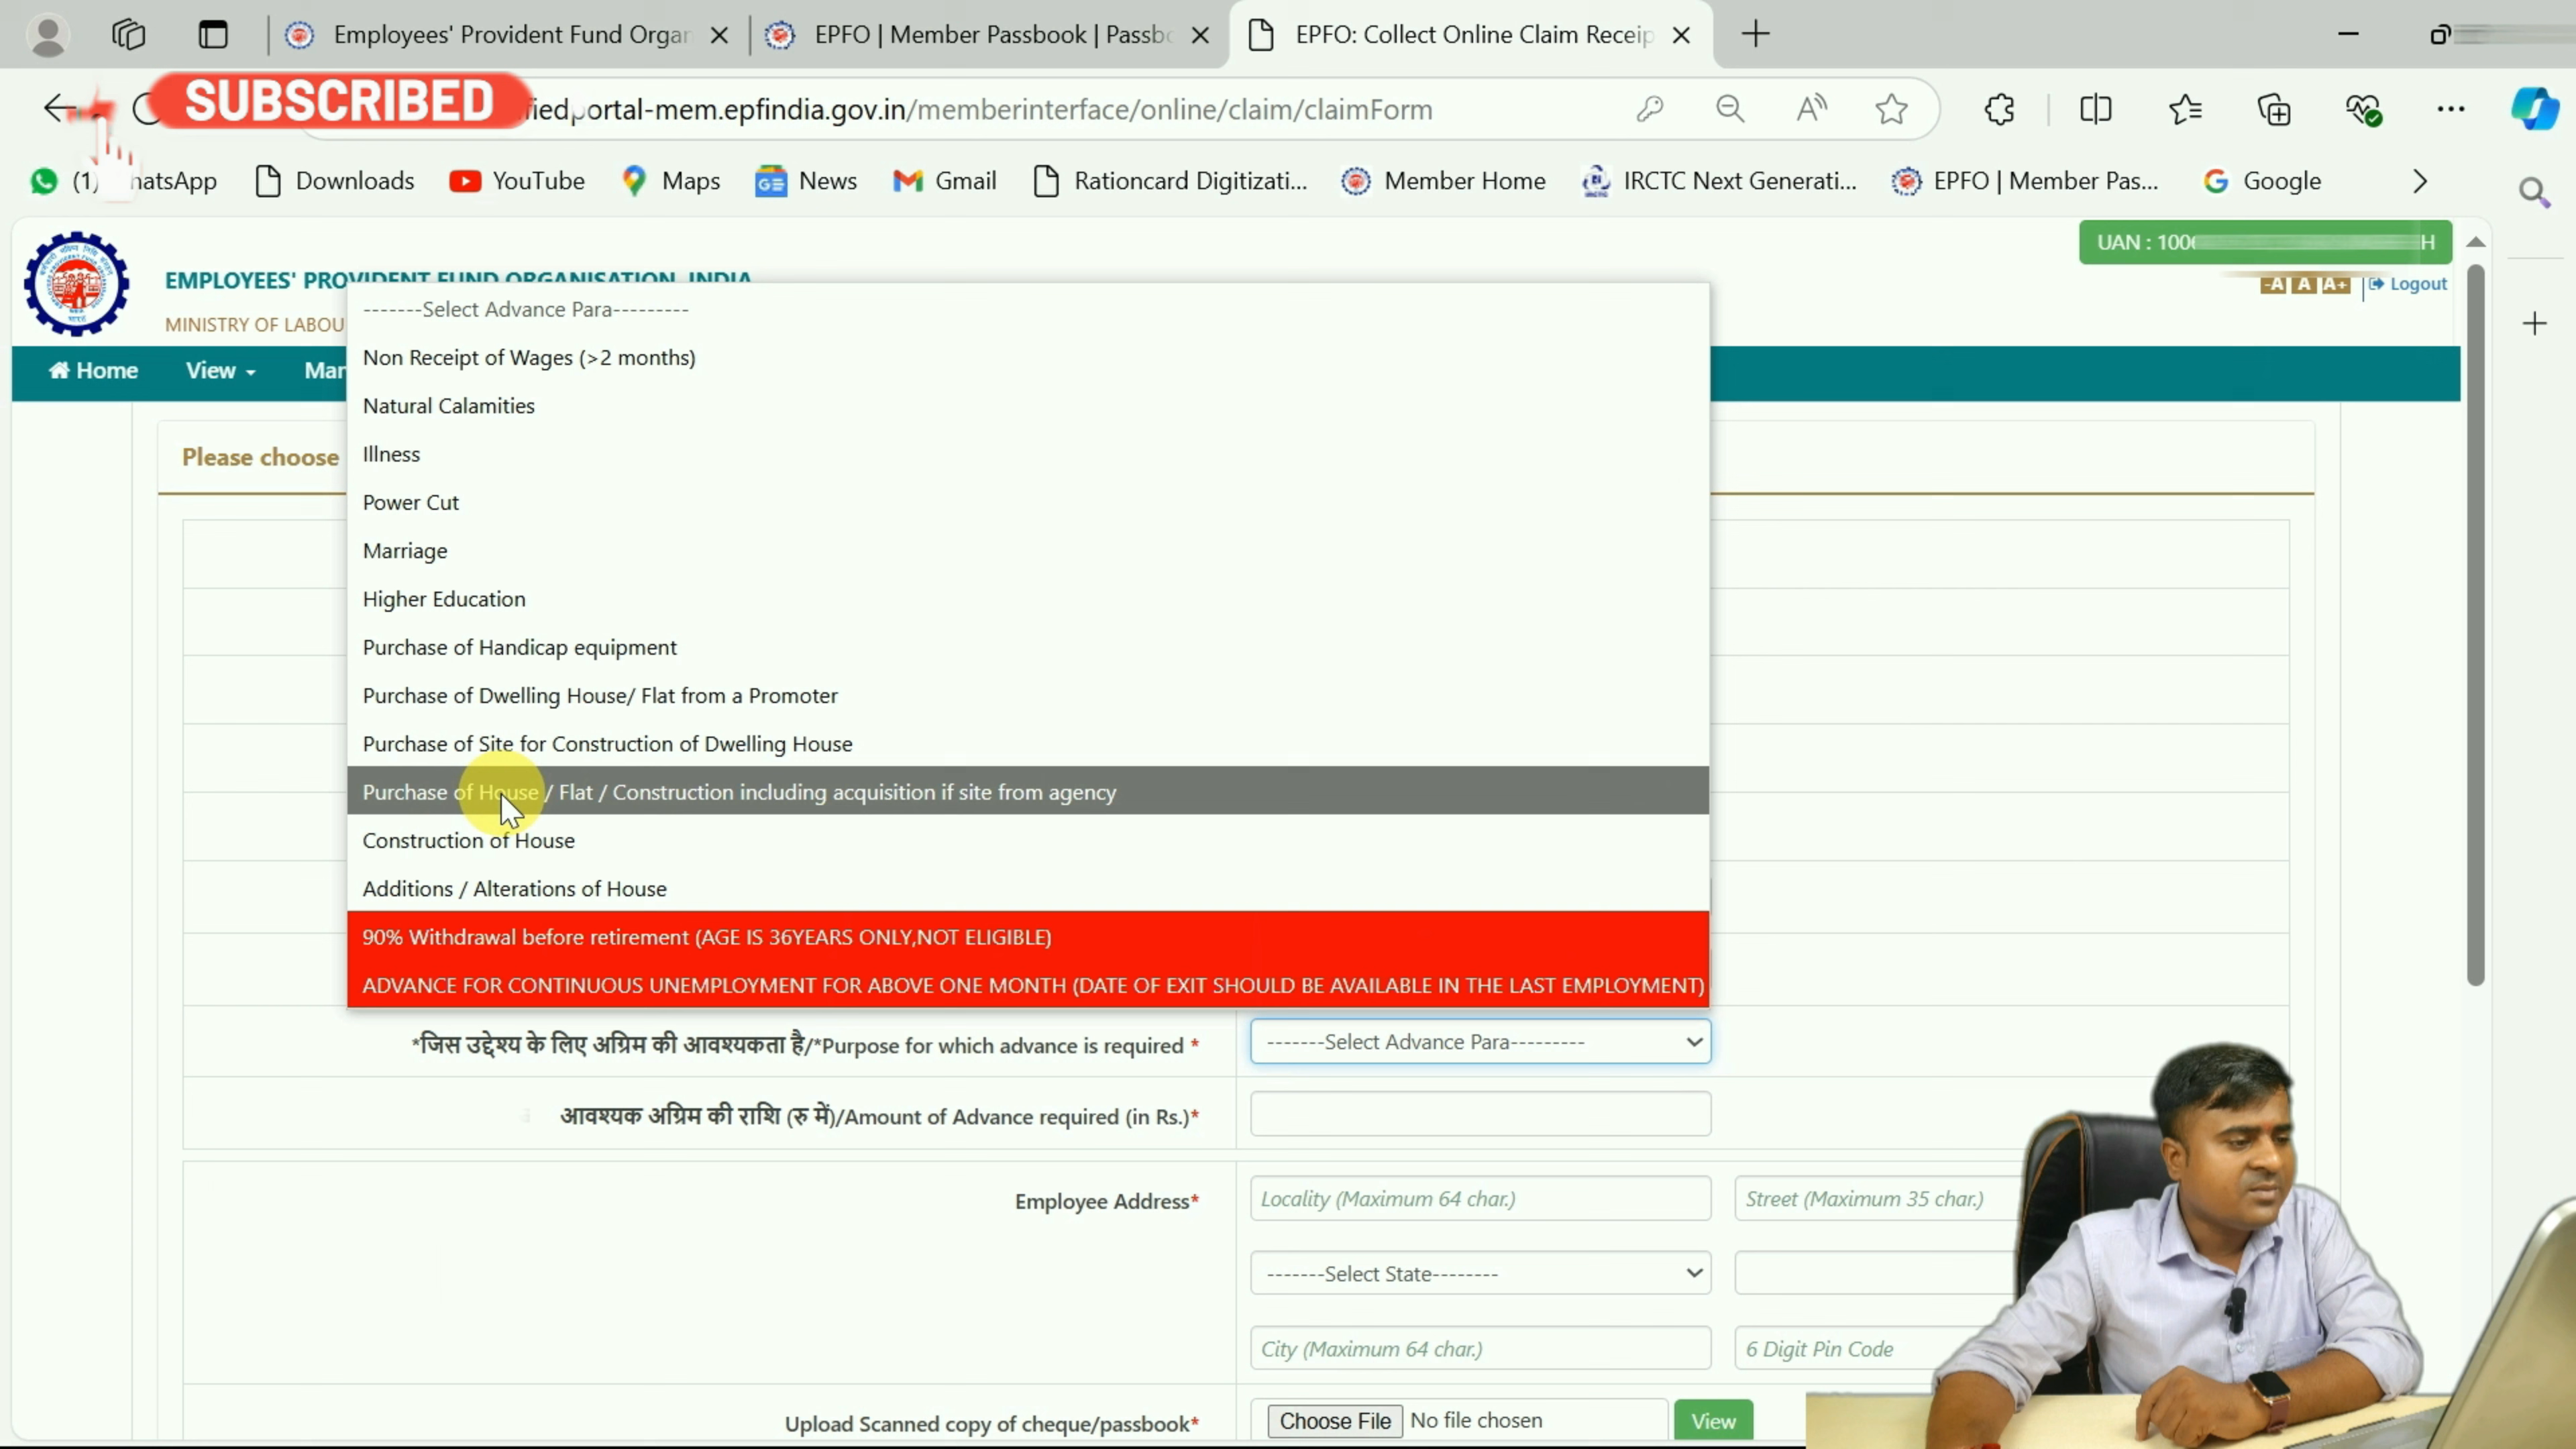 Employees' Provident Fund Organ
EPFO | Member Passbook | Passbo
EPFO: Collect Online Claim Receip
SUBSCRIBED
fiedportal-mem.epfindia.gov.in/memberinterface/online/claim/claimForm
(1) WhatsApp
Downloads
YouTube
Maps
News
Gmail
Rationcard Digitizati...
Member Home
IRCTC Next Generati...
EPFO | Member Pas...
Google
UAN : 100
H
EMPLOYEES' PROVIDENT FUND ORGANISATION, INDIA
MINISTRY OF LABOU
-A A A+ Logout
Home
View
Man
Please choose
-------Select Advance Para---------
Non Receipt of Wages (>2 months)
Natural Calamities
Illness
Power Cut
Marriage
Higher Education
Purchase of Handicap equipment
Purchase of Dwelling House/ Flat from a Promoter
Purchase of Site for Construction of Dwelling House
Purchase of House / Flat / Construction including acquisition if site from agency
Construction of House
Additions / Alterations of House
90% Withdrawal before retirement (AGE IS 36YEARS ONLY,NOT ELIGIBLE)
ADVANCE FOR CONTINUOUS UNEMPLOYMENT FOR ABOVE ONE MONTH (DATE OF EXIT SHOULD BE AVAILABLE IN THE LAST EMPLOYMENT)
*जिस उद्देश्य के लिए अग्रिम की आवश्यकता है/*Purpose for which advance is required *
-------Select Advance Para---------
आवश्यक अग्रिम की राशि (रु में)/Amount of Advance required (in Rs.)*
Employee Address*
Locality (Maximum 64 char.)
Street (Maximum 35 char.)
-------Select State--------
City (Maximum 64 char.)
6 Digit Pin Code
Upload Scanned copy of cheque/passbook*
Choose File No file chosen
View